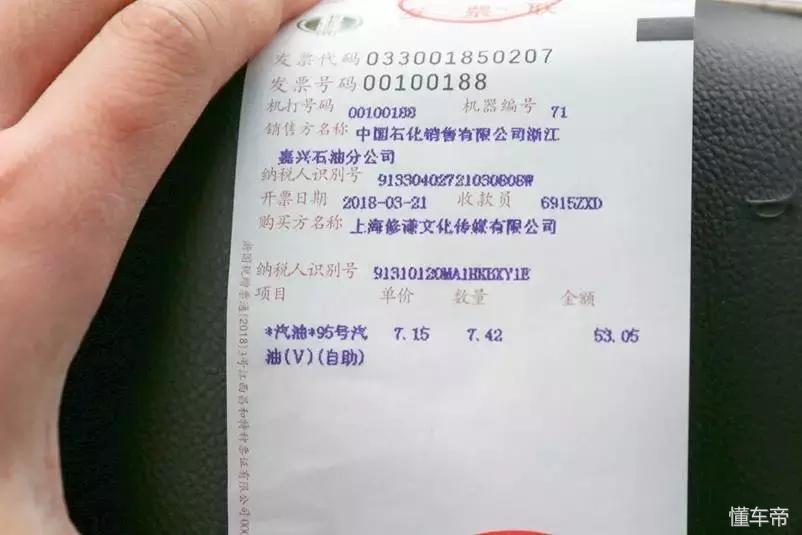 发票联
发票代码 033001850207
发票号码 00100188
机打号码 00100188 机器编号 71
销售方名称 中国石化销售有限公司浙江
嘉兴石油分公司
纳税人识别号 91330402721030808W
开票日期 2018-03-21 收款员 6915ZXD
购买方名称 上海修谦文化传媒有限公司
纳税人识别号 91310120MA1HKBXY1E
项目 单价 数量 金额
*汽油*95号汽 7.15 7.42 53.05
油(V)(自助)
懂车帝